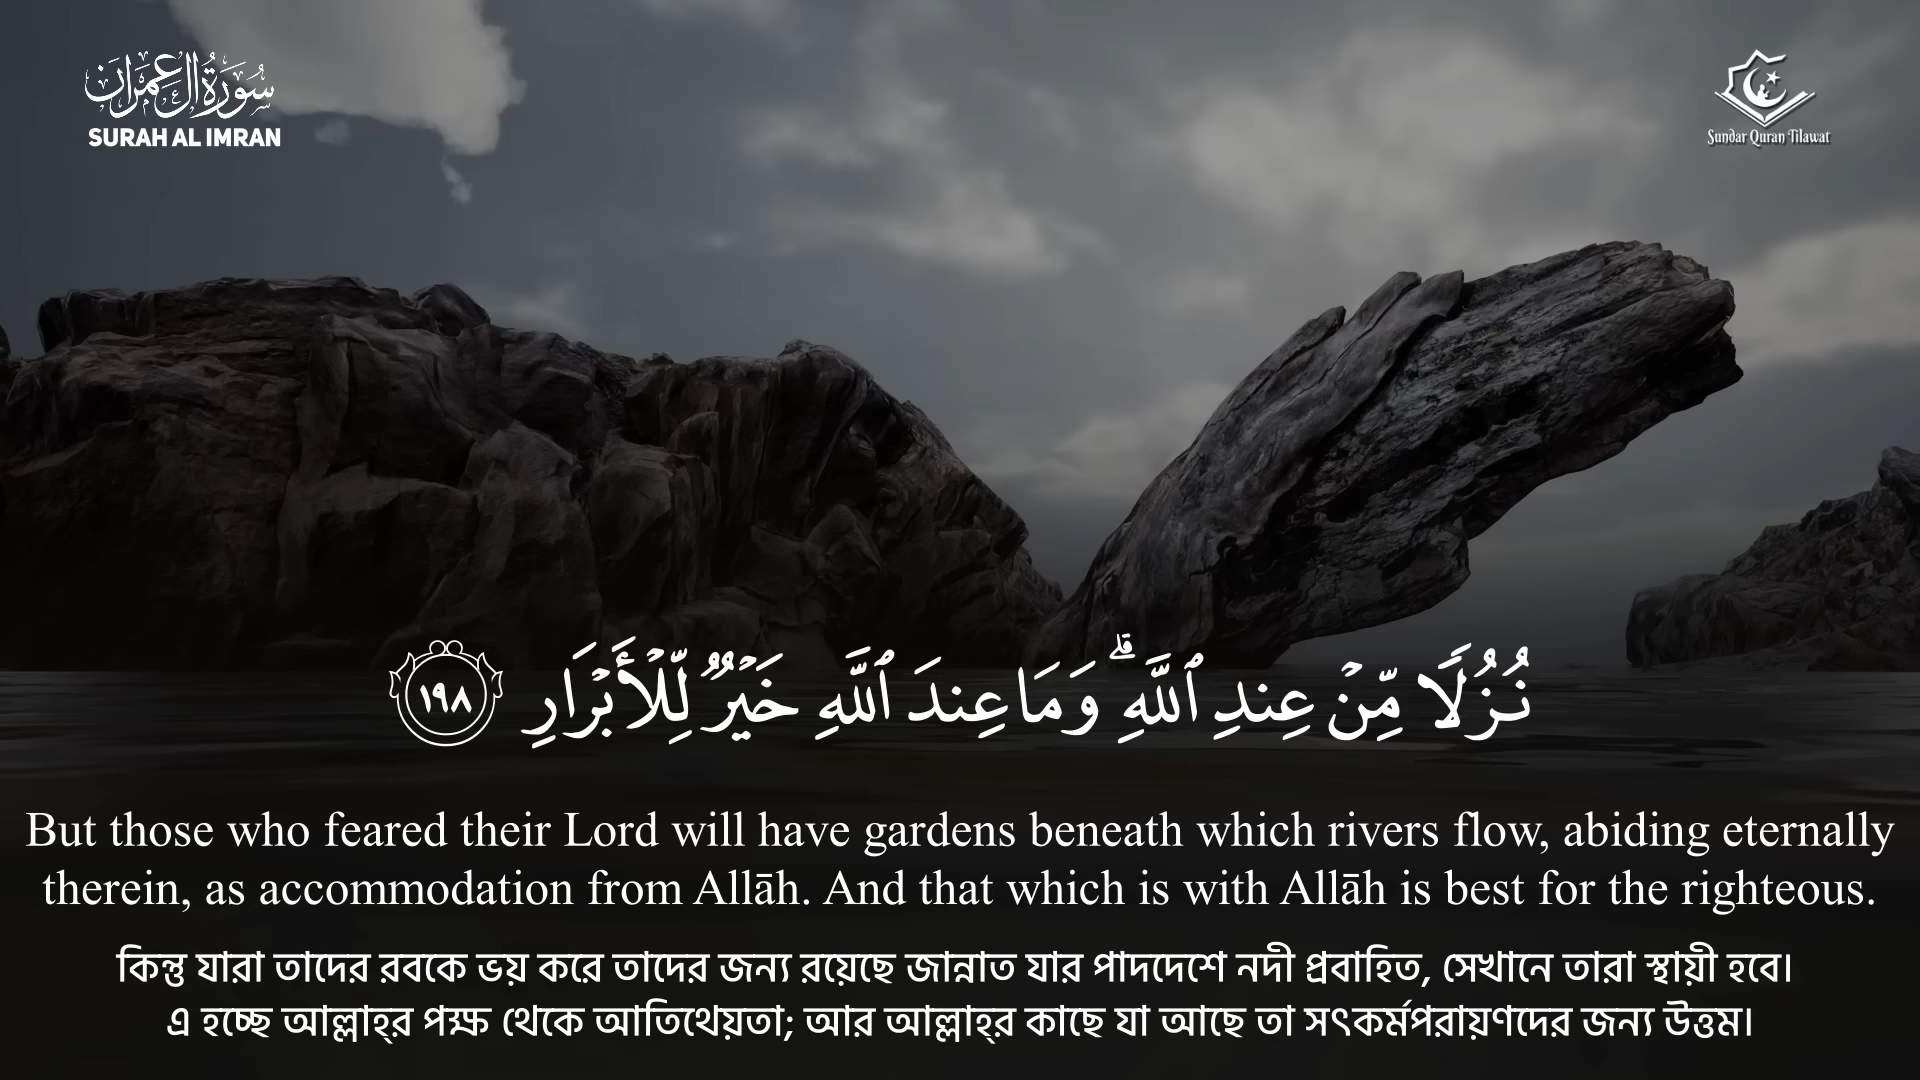 سُورَةُ اٰل عِمْرَان
SURAH AL IMRAN
Sundar Quran Tilawat
نُزُلًا مِّنْ عِندِ ٱللَّهِ ۗ وَمَا عِندَ ٱللَّهِ خَيْرٌ لِّلْأَبْرَارِ ١٩٨
But those who feared their Lord will have gardens beneath which rivers flow, abiding eternally
therein, as accommodation from Allāh. And that which is with Allāh is best for the righteous.
কিন্তু যারা তাদের রবকে ভয় করে তাদের জন্য রয়েছে জান্নাত যার পাদদেশে নদী প্রবাহিত, সেখানে তারা স্থায়ী হবে।
এ হচ্ছে আল্লাহ্‌র পক্ষ থেকে আতিথেয়তা; আর আল্লাহ্‌র কাছে যা আছে তা সৎকর্মপরায়ণদের জন্য উত্তম।